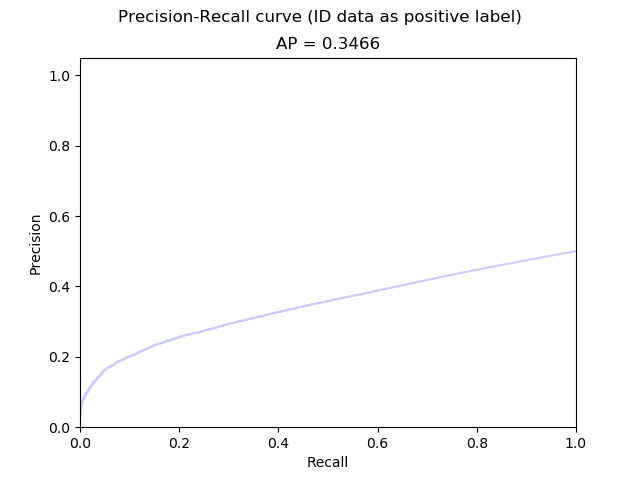 Precision-Recall curve (ID data as positive label)
AP = 0.3466
1.0
0.8
0.6
0.4
0.2
0.0
Precision
0.0 0.2 0.4 0.6 0.8 1.0
Recall